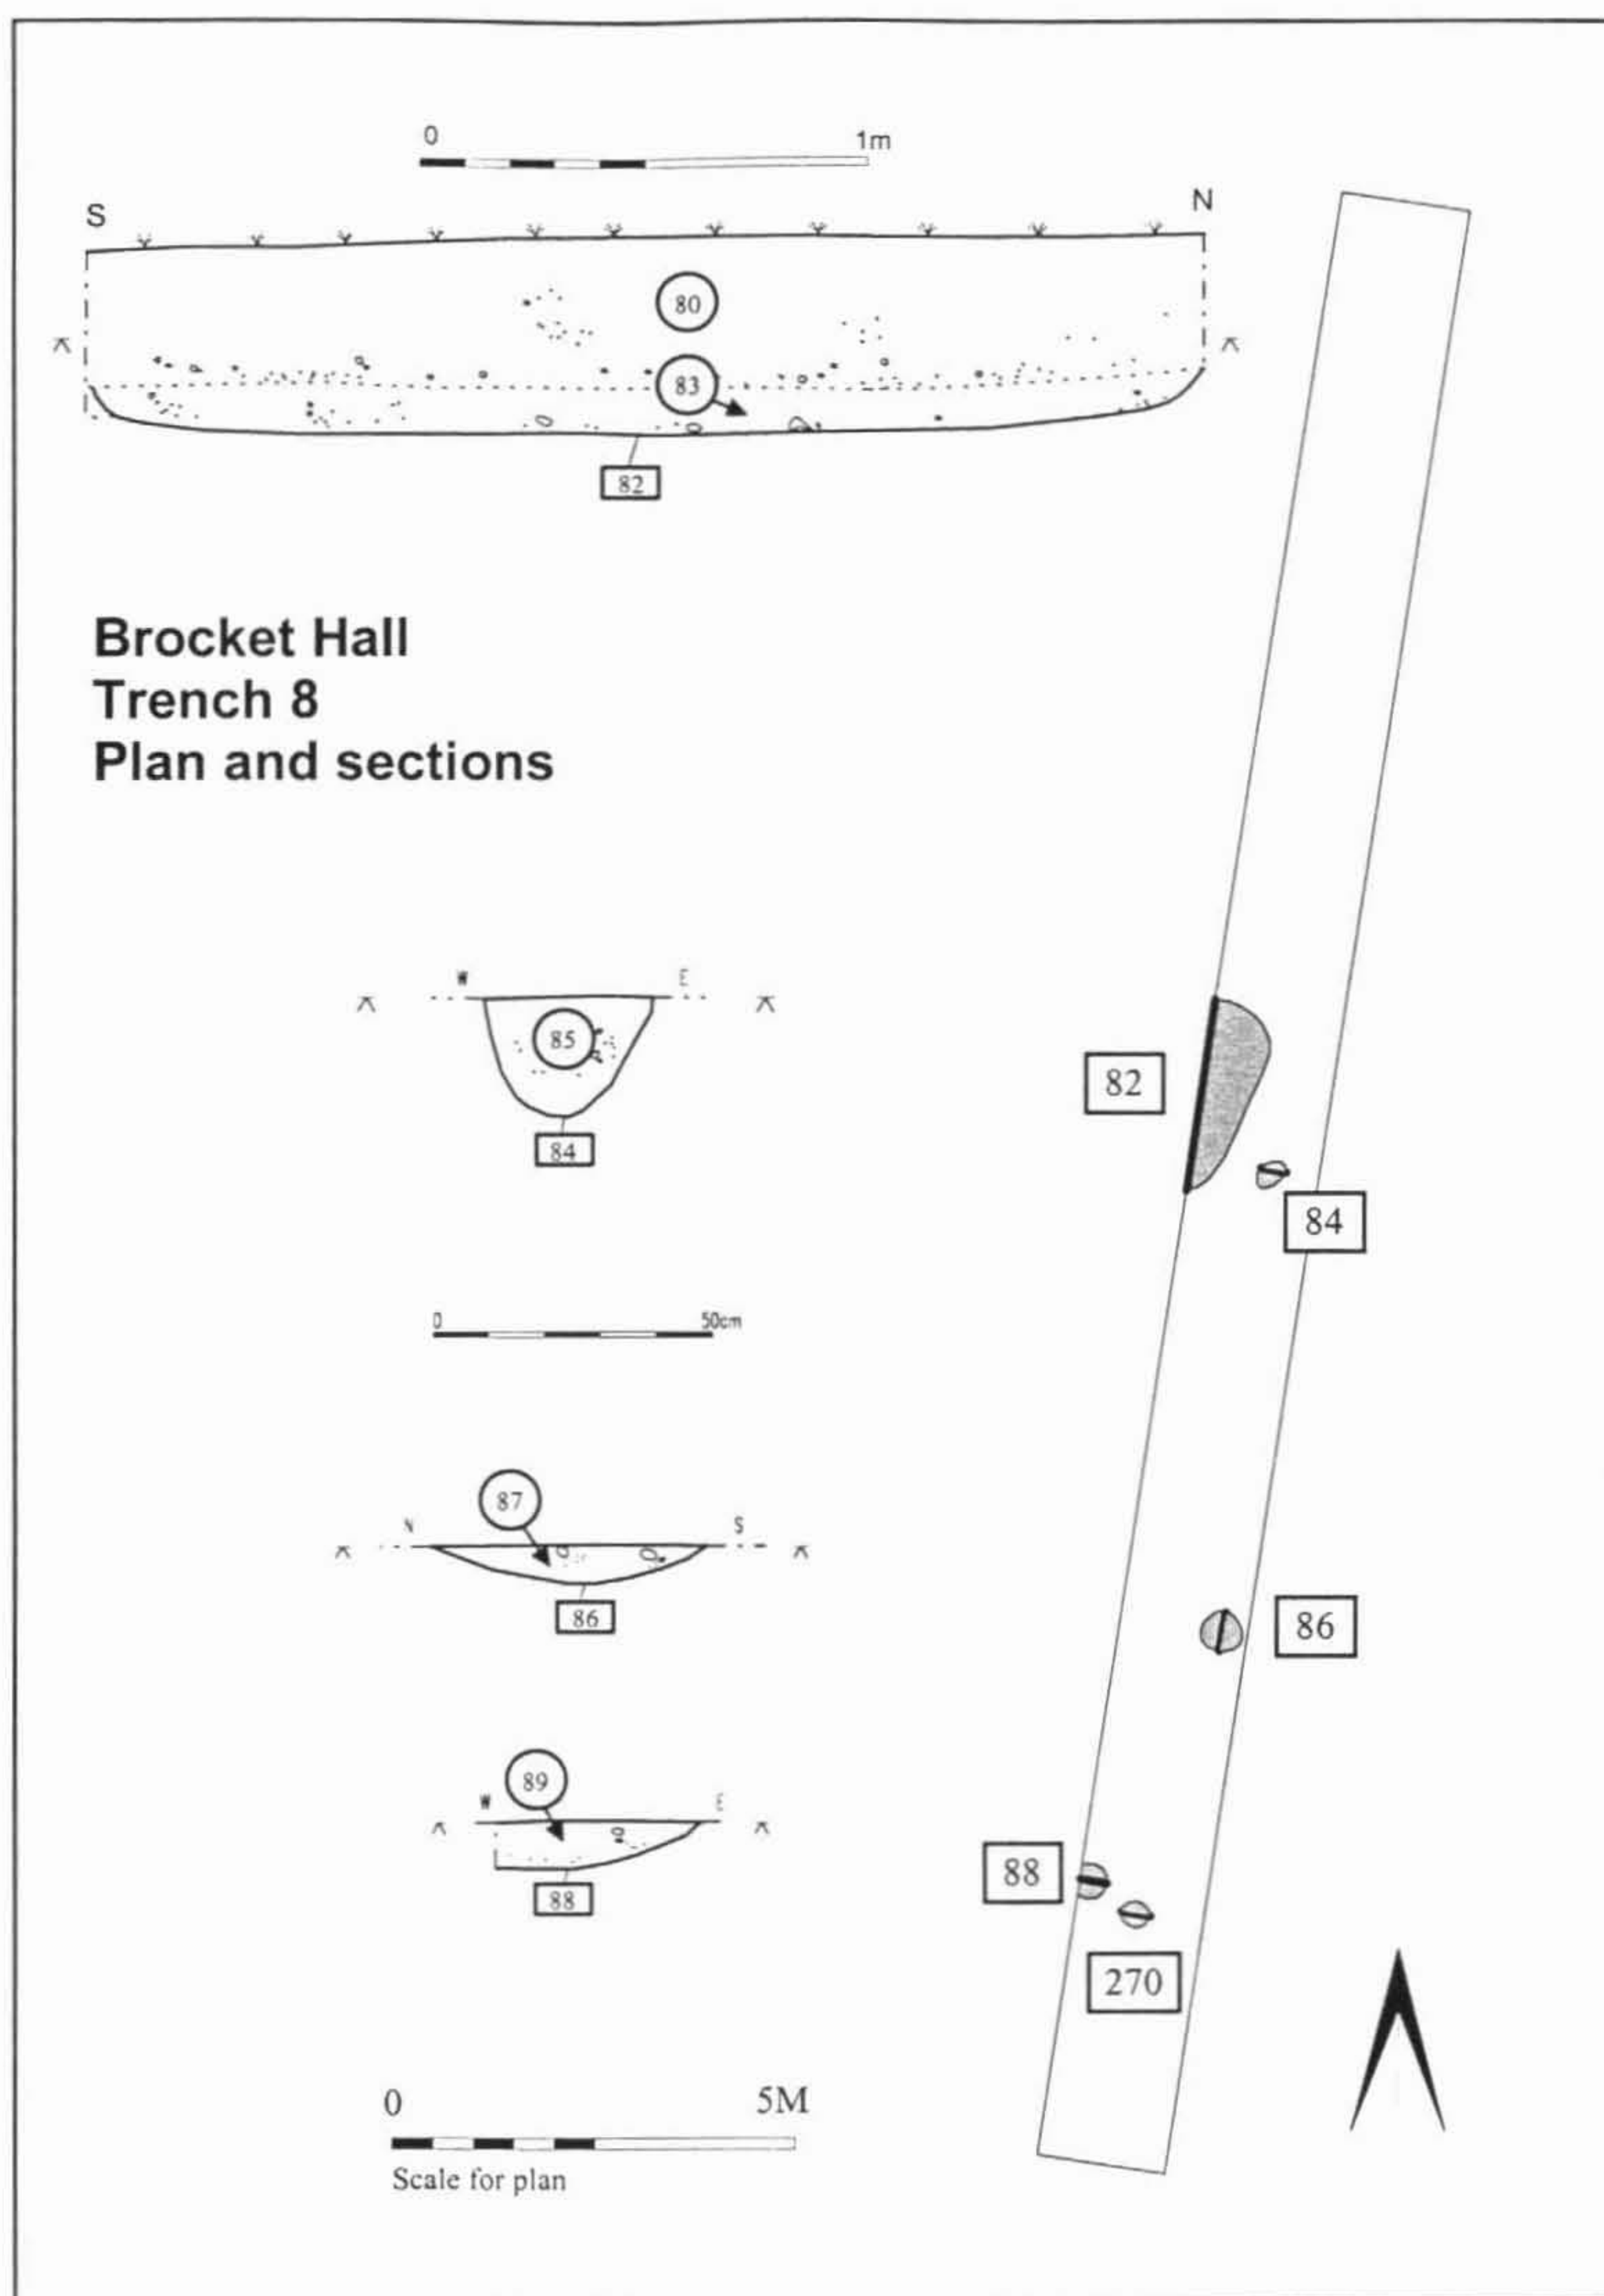 0 1m
S N
80
83
82
Brocket Hall
Trench 8
Plan and sections
W E
85
84
0 50cm
87
N S
86
89
W E
88
82
84
86
88
270
0 5M
Scale for plan